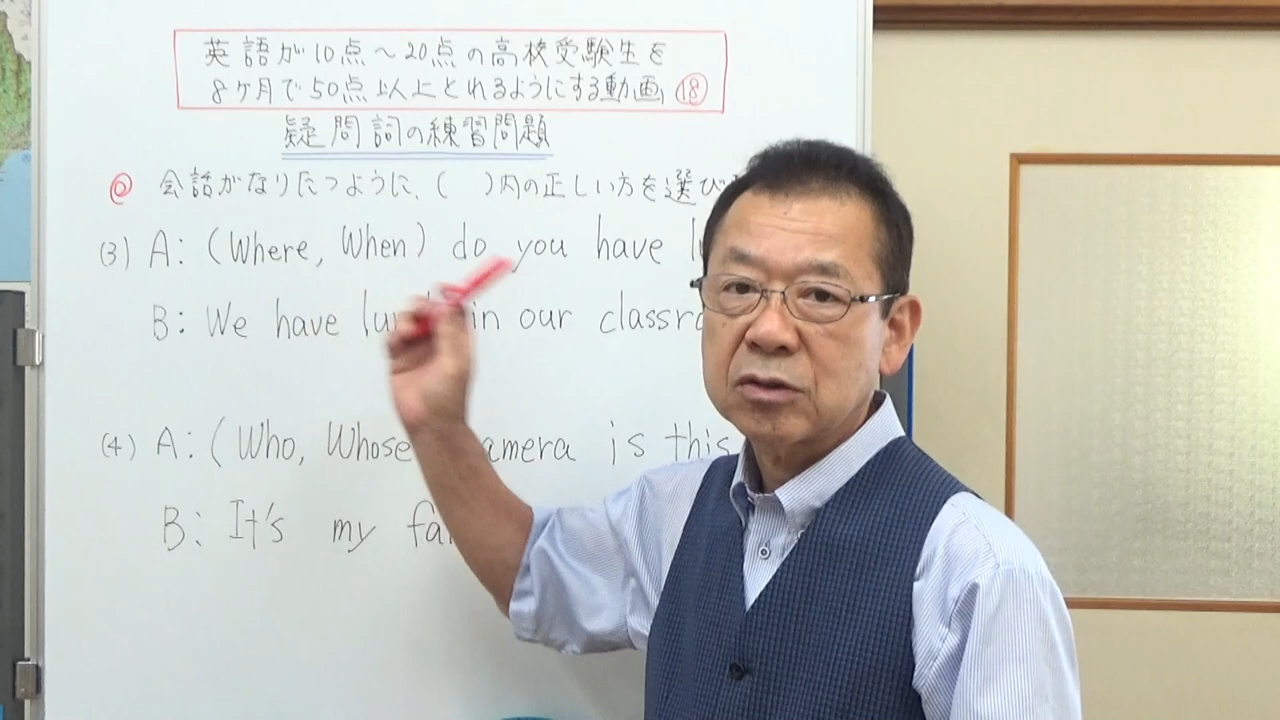 英語が10点～20点の高校受験生を
8ヶ月で50点以上とれるようにする動画 ⑱
疑問詞の練習問題
◎ 会話がなりたつように、( )内の正しい方を選び
(3) A: (Where, When) do you have
B: We have in our
(4) A: (Who, Whose is this
B: It's my